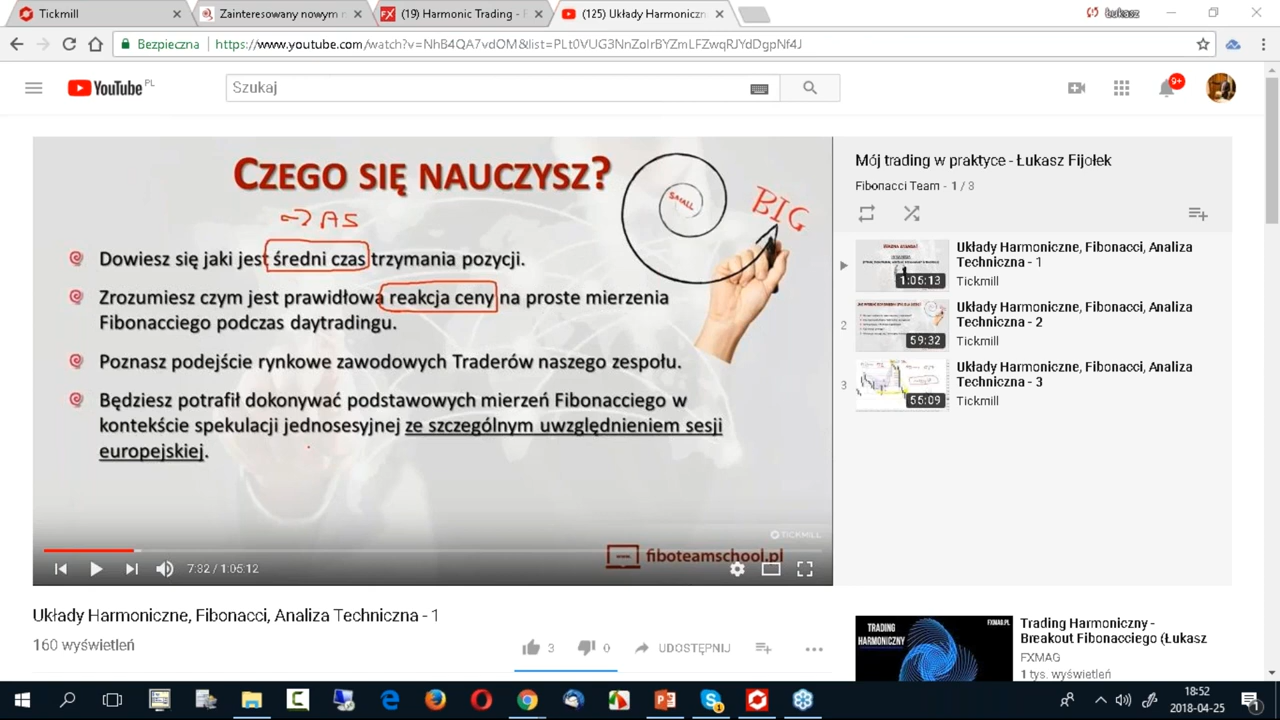 Tickmill
Zainteresowany nowym r
(19) Harmonic Trading - F
(125) Układy Harmoniczn
łukasz
Bezpieczna
https://www.youtube.com/watch?v=NhB4QA7vdOM&list=PLt0VUG3NnZolrBYZmLFZwqRJYdDgpNf4J
YouTube PL
Szukaj
9+
CZEGO SIĘ NAUCZYSZ?
SMALL
BIG
AS
Dowiesz się jaki jest średni czas trzymania pozycji.
Zrozumiesz czym jest prawidłowa reakcja ceny na proste mierzenia
Fibonacciego podczas daytradingu.
Poznasz podejście rynkowe zawodowych Traderów naszego zespołu.
Będziesz potrafił dokonywać podstawowych mierzeń Fibonacciego w
kontekście spekulacji jednosesyjnej ze szczególnym uwzględnieniem sesji
europejskiej.
TICKMILL
www.
fiboteamschool.pl
7:32 / 1:05:12
Mój trading w praktyce - Łukasz Fijołek
Fibonacci Team - 1 / 3
1:05:13
Układy Harmoniczne, Fibonacci, Analiza
Techniczna - 1
Tickmill
2
59:32
Układy Harmoniczne, Fibonacci, Analiza
Techniczna - 2
Tickmill
3
55:09
Układy Harmoniczne, Fibonacci, Analiza
Techniczna - 3
Tickmill
Układy Harmoniczne, Fibonacci, Analiza Techniczna - 1
160 wyświetleń
3
0
UDOSTĘPNIJ
TRADING
HARMONICZNY
FXMAG.PL
Trading Harmoniczny -
Breakout Fibonacciego (Łukasz
FXMAG
1 tys. wyświetleń
18:52
2018-04-25